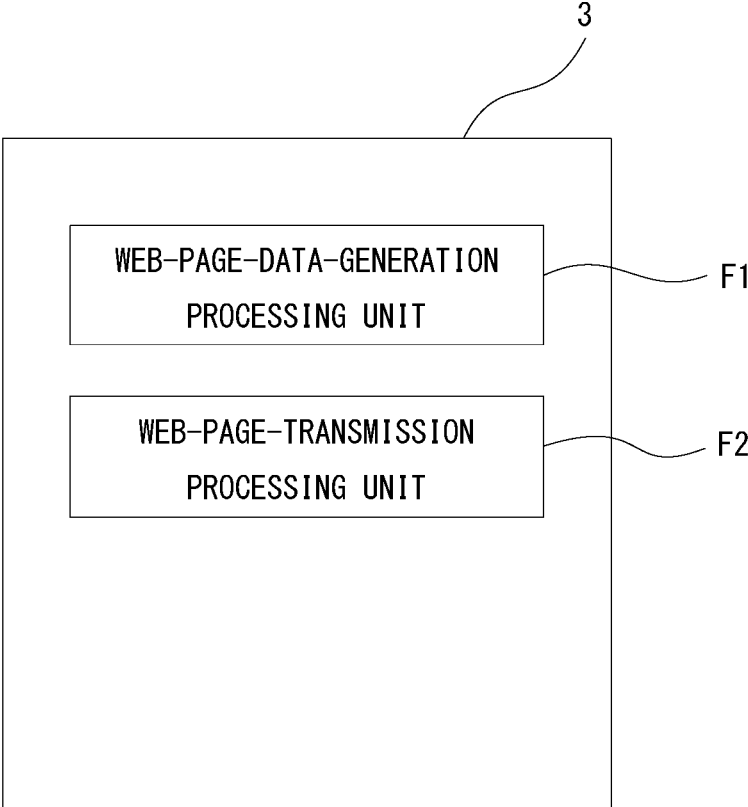 3
WEB-PAGE-DATA-GENERATION
PROCESSING UNIT
F1
WEB-PAGE-TRANSMISSION
PROCESSING UNIT
F2